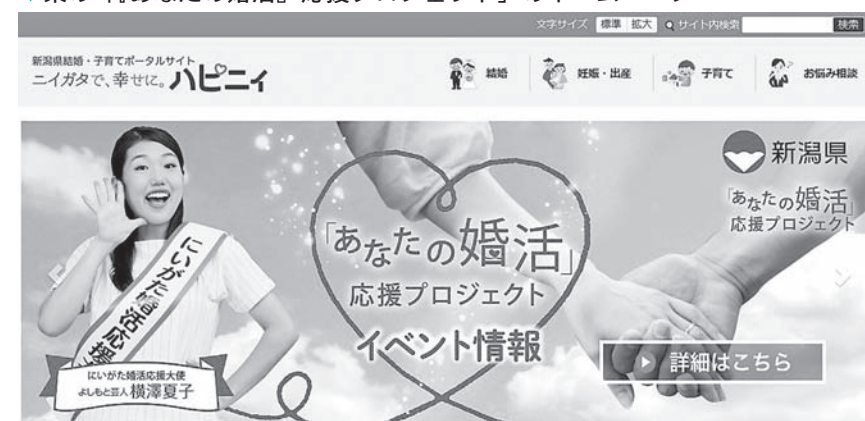 文字サイズ 標準 拡大 サイト内検索 検索
新潟県結婚・子育てポータルサイト
ニイガタで、幸せに。ハピニィ
結婚 妊娠・出産 子育て お悩み相談
新潟県
「あなたの婚活」
応援プロジェクト
「あなたの婚活」
応援プロジェクト
イベント情報
にいがた婚活応援
にいがた婚活応援大使
よしもと芸人 横澤夏子
詳細はこちら